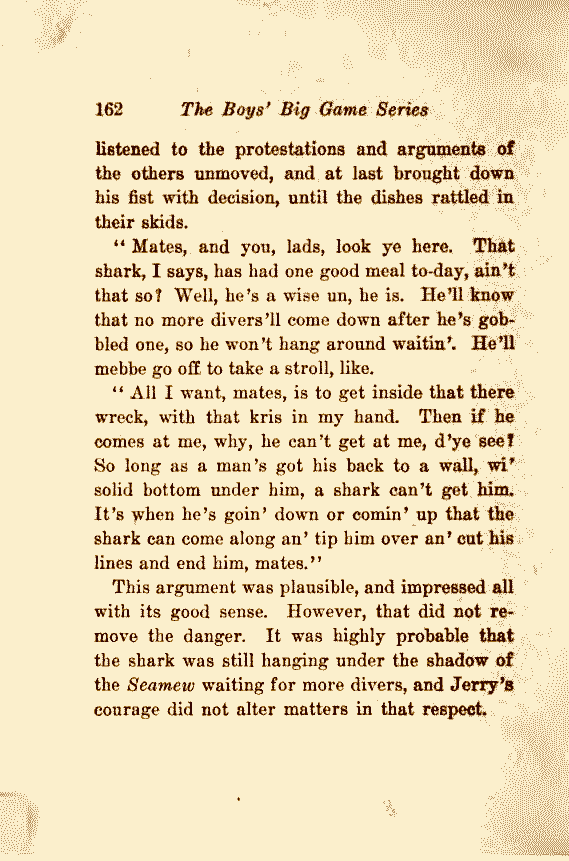 162 The Boys' Big Game Series
listened to the protestations and arguments of
the others unmoved, and at last brought down
his fist with decision, until the dishes rattled in
their skids.
" Mates, and you, lads, look ye here. That
shark, I says, has had one good meal to-day, ain't
that so? Well, he's a wise un, he is. He'll know
that no more divers'll come down after he's gob-
bled one, so he won't hang around waitin'. He'll
mebbe go off to take a stroll, like.
" All I want, mates, is to get inside that there
wreck, with that kris in my hand. Then if he
comes at me, why, he can't get at me, d'ye see?
So long as a man's got his back to a wall, wi'
solid bottom under him, a shark can't get him.
It's when he's goin' down or comin' up that the
shark can come along an' tip him over an' cut his
lines and end him, mates."
This argument was plausible, and impressed all
with its good sense. However, that did not re-
move the danger. It was highly probable that
the shark was still hanging under the shadow of
the Seamew waiting for more divers, and Jerry's
courage did not alter matters in that respect.